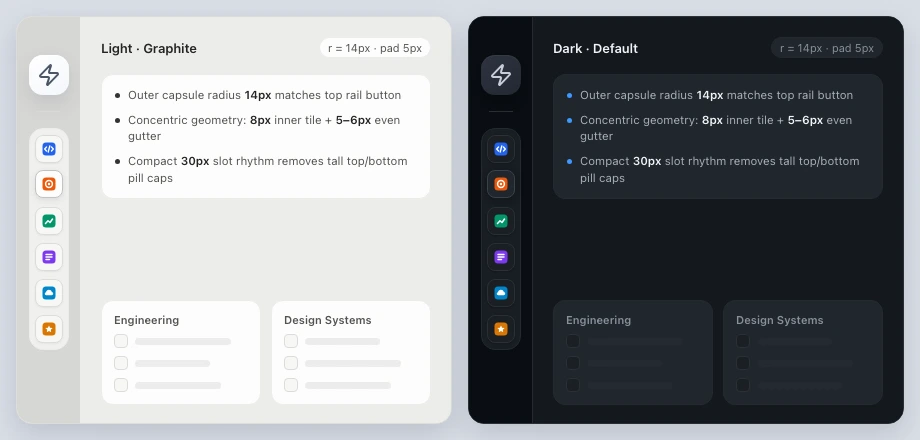 Light · Graphite
r = 14px · pad 5px
Outer capsule radius 14px matches top rail button
Concentric geometry: 8px inner tile + 5–6px even
gutter
Compact 30px slot rhythm removes tall top/bottom
pill caps
Engineering
Design Systems
Dark · Default
r = 14px · pad 5px
Outer capsule radius 14px matches top rail button
Concentric geometry: 8px inner tile + 5–6px even
gutter
Compact 30px slot rhythm removes tall top/bottom
pill caps
Engineering
Design Systems